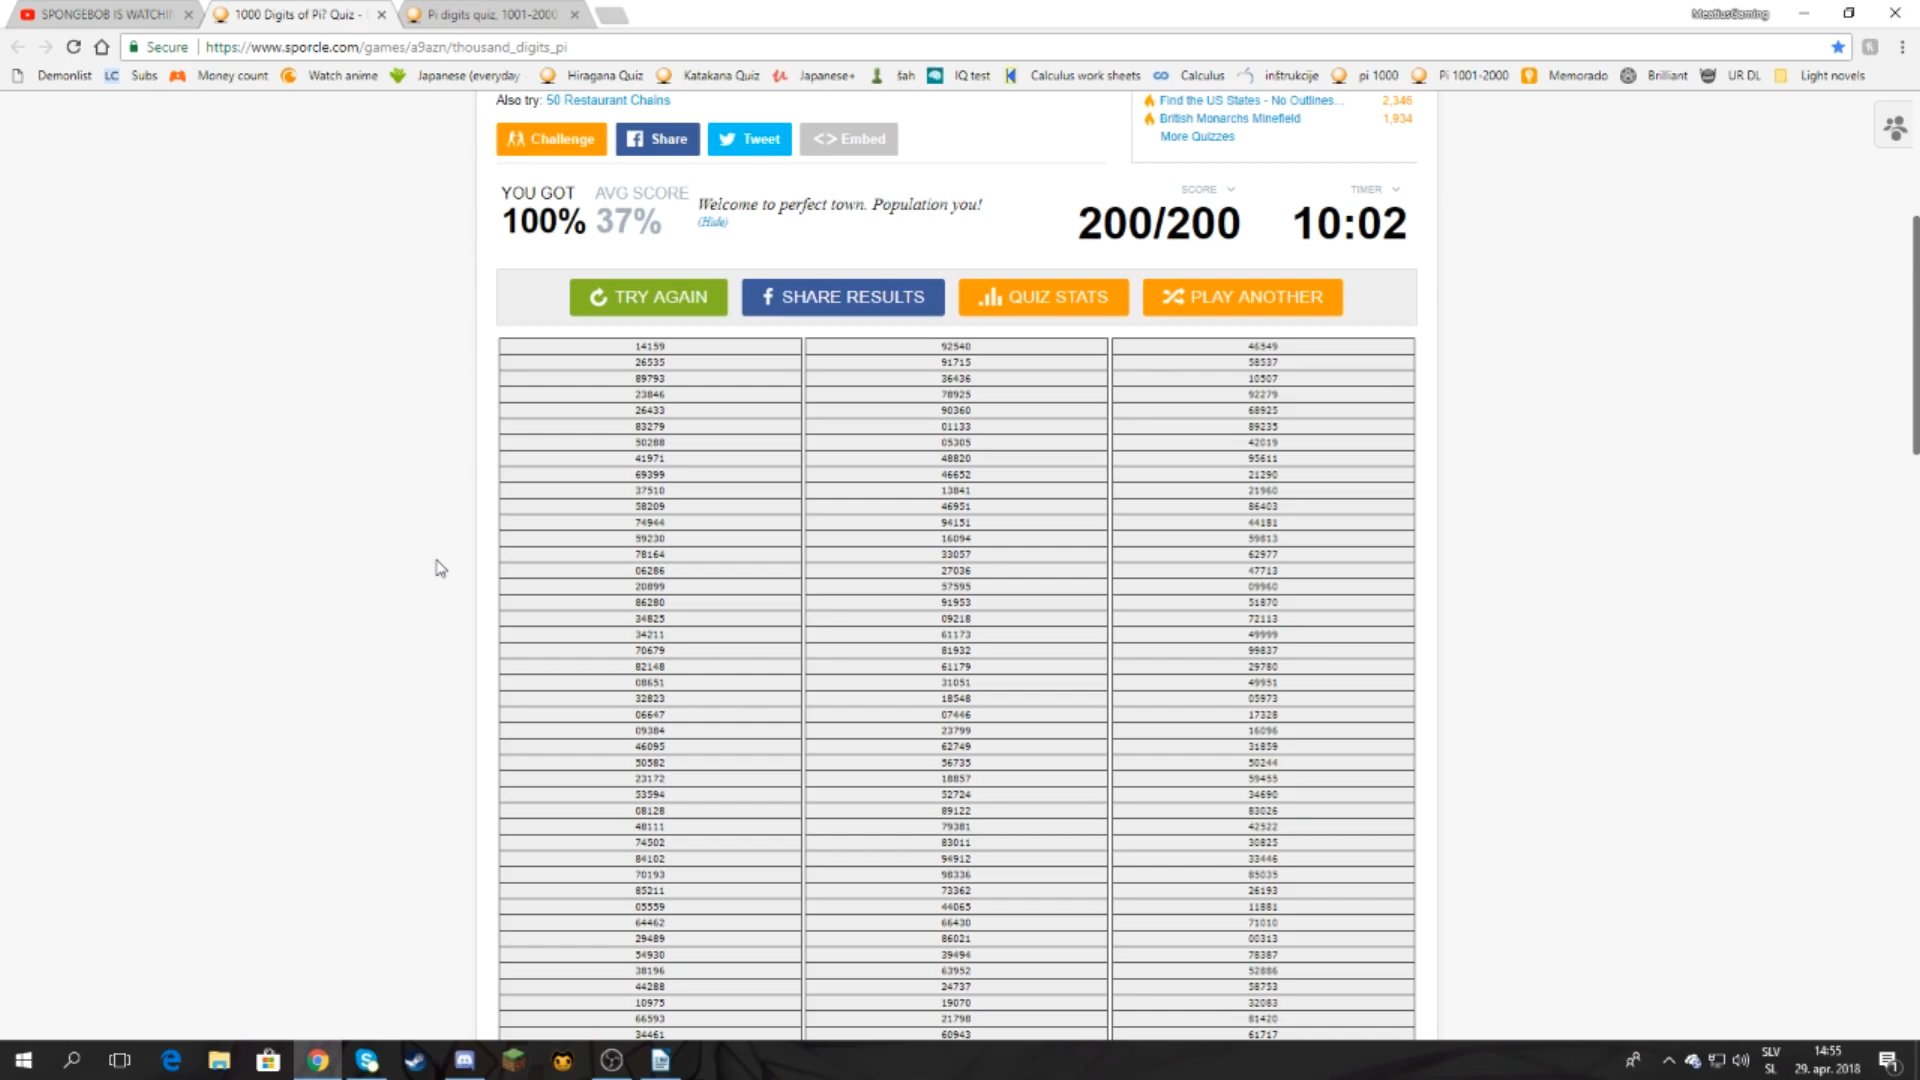 SPONGEBOB IS WATCHIN
1000 Digits of Pi? Quiz -
Pi digits quiz, 1001-2000
MeatlusGaming
Secure
https://www.sporcle.com/games/a9azn/thousand_digits_pi
Demonlist LC Subs Money count Watch anime Japanese (everyday Hiragana Quiz Katakana Quiz Japanese+ šah IQ test Calculus work sheets Calculus inštrukcije pi 1000 Pi 1001-2000 Memorado Brilliant UR DL Light novels
Also try: 50 Restaurant Chains
Find the US States - No Outlines... 2,346
British Monarchs Minefield 1,934
More Quizzes
Challenge Share Tweet <> Embed
YOU GOT AVG SCORE
100% 37%
Welcome to perfect town. Population you!
(Hide)
SCORE TIMER
200/200 10:02
TRY AGAIN SHARE RESULTS QUIZ STATS PLAY ANOTHER
14159 92540 46549
26535 91715 58537
89793 36436 10507
23846 78925 92279
26433 90360 68925
83279 01133 89235
50288 05305 42019
41971 48820 95611
69399 46652 21290
37510 13841 21960
58209 46951 86403
74944 94151 44181
59230 16094 59813
78164 33057 62977
06286 27036 47713
20899 57595 09960
86280 91953 51870
34825 09218 72113
34211 61173 49999
70679 81932 99837
82148 61179 29780
08651 31051 49951
32823 18548 05973
06647 07446 17328
09384 23799 16096
46095 62749 31859
50582 56735 50244
23172 18857 59455
53594 52724 34690
08128 89122 83026
48111 79381 42522
74502 83011 30825
84102 94912 33446
70193 98336 85035
85211 73362 26193
05559 44065 11881
64462 66430 71010
29489 86021 00313
54930 39494 78387
38196 63952 52886
44288 24737 58753
10975 19070 32083
66593 21798 81420
34461 60943 61717
SLV 14:55
SL 29. apr. 2018
1